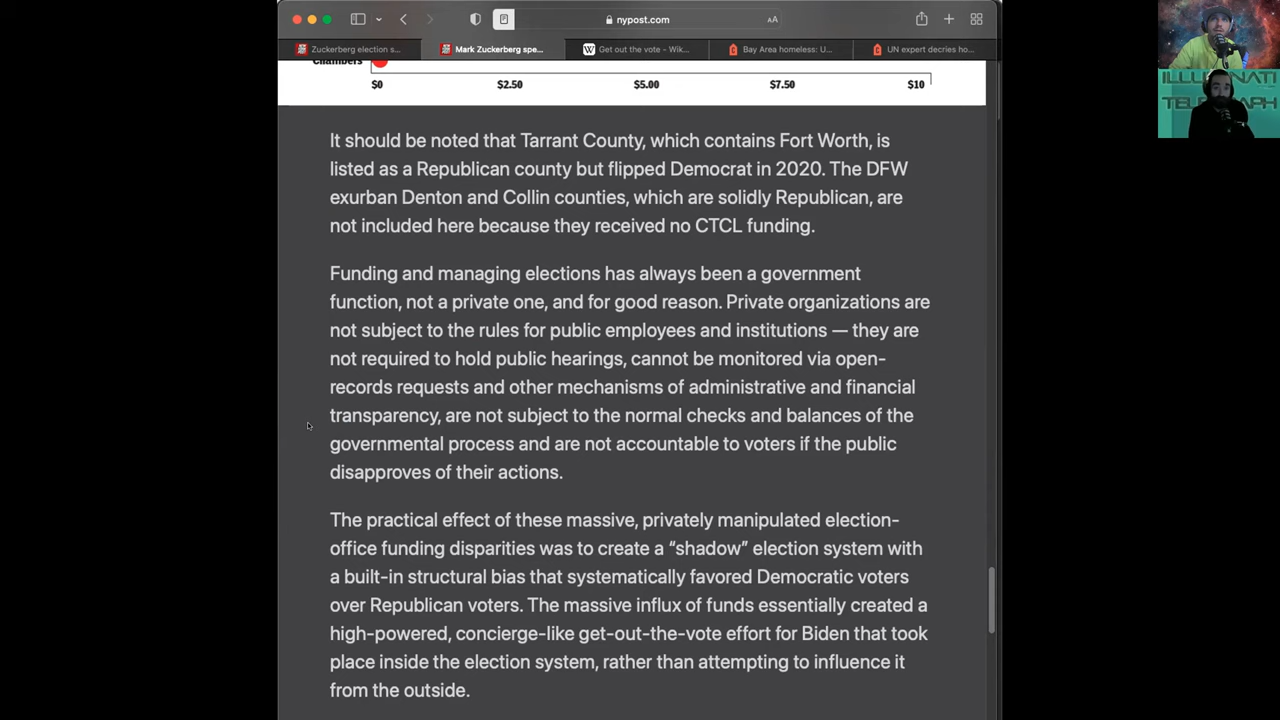 nypost.com
Zuckerberg election s...
Mark Zuckerberg spe...
Get out the vote - Wik...
Bay Area homeless: U...
UN expert decries ho...
Chambers
$0 $2.50 $5.00 $7.50 $10
It should be noted that Tarrant County, which contains Fort Worth, is
listed as a Republican county but flipped Democrat in 2020. The DFW
exurban Denton and Collin counties, which are solidly Republican, are
not included here because they received no CTCL funding.
Funding and managing elections has always been a government
function, not a private one, and for good reason. Private organizations are
not subject to the rules for public employees and institutions — they are
not required to hold public hearings, cannot be monitored via open-
records requests and other mechanisms of administrative and financial
transparency, are not subject to the normal checks and balances of the
governmental process and are not accountable to voters if the public
disapproves of their actions.
The practical effect of these massive, privately manipulated election-
office funding disparities was to create a “shadow” election system with
a built-in structural bias that systematically favored Democratic voters
over Republican voters. The massive influx of funds essentially created a
high-powered, concierge-like get-out-the-vote effort for Biden that took
place inside the election system, rather than attempting to influence it
from the outside.